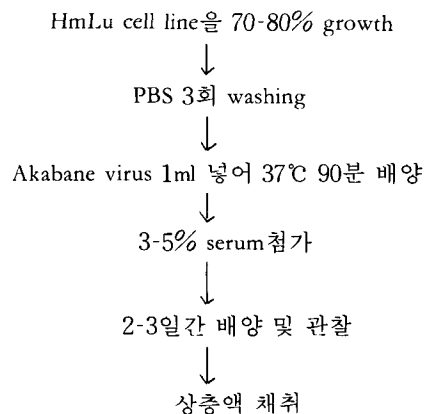 HmLu cell line을 70-80% growth
PBS 3회 washing
Akabane virus 1ml 넣어 37℃ 90분 배양
3-5% serum첨가
2-3일간 배양 및 관찰
상층액 채취